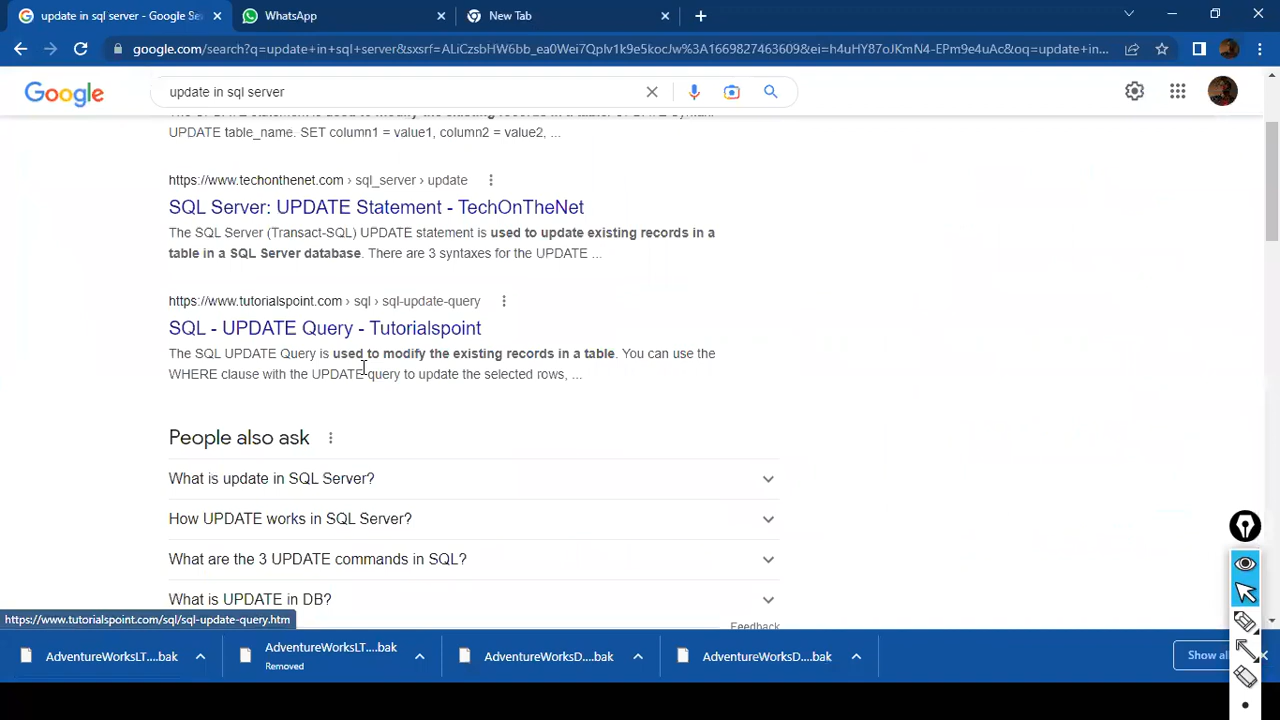 update in sql server - Google Se
WhatsApp
New Tab
google.com/search?q=update+in+sql+server&sxsrf=ALiCzsbHW6bb_ea0Wei7Qplv1k9e5kocJw%3A1669827463609&ei=h4uHY87oJKmN4-EPm9e4uAc&oq=update+in...
Google
update in sql server
UPDATE table_name. SET column1 = value1, column2 = value2, ...
https://www.techonthenet.com › sql_server › update
SQL Server: UPDATE Statement - TechOnTheNet
The SQL Server (Transact-SQL) UPDATE statement is used to update existing records in a
table in a SQL Server database. There are 3 syntaxes for the UPDATE ...
https://www.tutorialspoint.com › sql › sql-update-query
SQL - UPDATE Query - Tutorialspoint
The SQL UPDATE Query is used to modify the existing records in a table. You can use the
WHERE clause with the UPDATE query to update the selected rows, ...
People also ask
What is update in SQL Server?
How UPDATE works in SQL Server?
What are the 3 UPDATE commands in SQL?
What is UPDATE in DB?
Feedback
https://www.tutorialspoint.com/sql/sql-update-query.htm
AdventureWorksLT....bak
AdventureWorksLT....bak
Removed
AdventureWorksD....bak
AdventureWorksD....bak
Show all